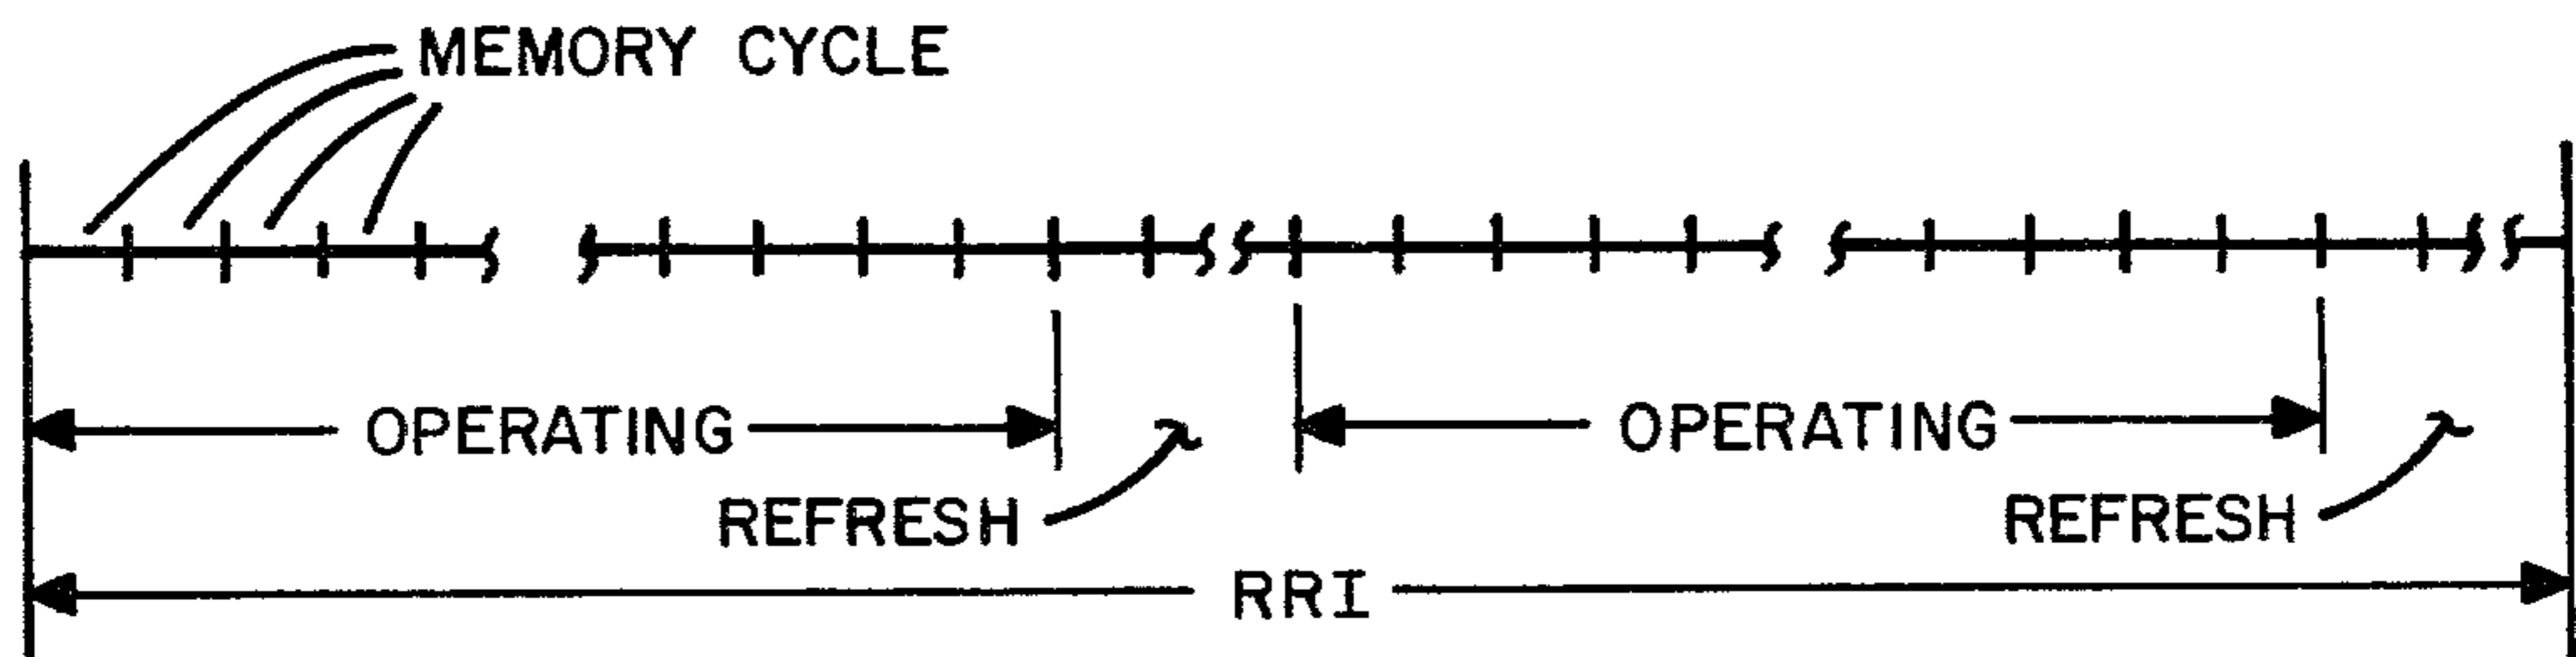 MEMORY CYCLE
OPERATING
OPERATING
REFRESH
REFRESH
RRI